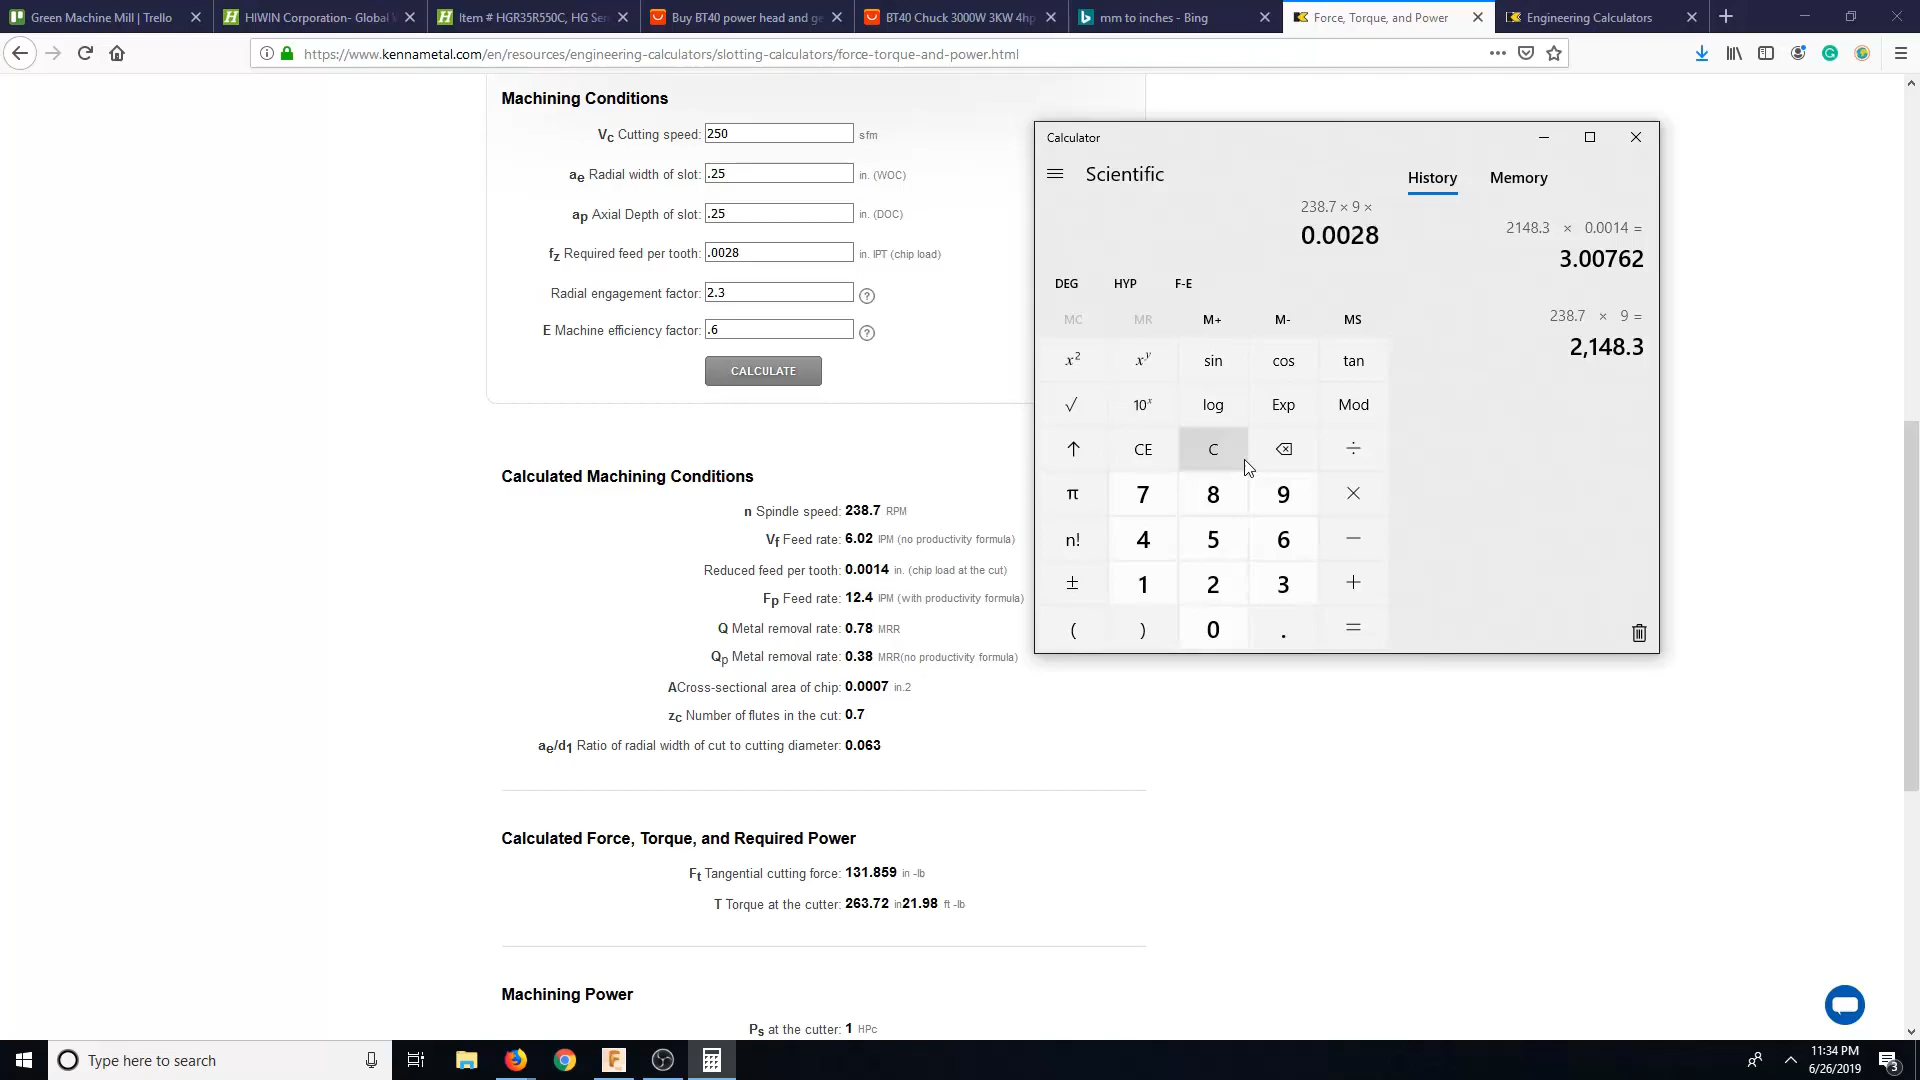 Green Machine Mill | Trello
HIWIN Corporation- Global
Item # HGR35R550C, HG Ser
Buy BT40 power head and ge
BT40 Chuck 3000W 3KW 4hp
mm to inches - Bing
Force, Torque, and Power
Engineering Calculators
https://www.kennametal.com/en/resources/engineering-calculators/slotting-calculators/force-torque-and-power.html
Machining Conditions
Vc Cutting speed: 250 sfm
ae Radial width of slot: .25 in. (WOC)
ap Axial Depth of slot: .25 in. (DOC)
fz Required feed per tooth: .0028 in. IPT (chip load)
Radial engagement factor: 2.3 ?
E Machine efficiency factor: .6 ?
CALCULATE
Calculated Machining Conditions
n Spindle speed: 238.7 RPM
Vf Feed rate: 6.02 IPM (no productivity formula)
Reduced feed per tooth: 0.0014 in. (chip load at the cut)
Fp Feed rate: 12.4 IPM (with productivity formula)
Q Metal removal rate: 0.78 MRR
Qp Metal removal rate: 0.38 MRR(no productivity formula)
ACross-sectional area of chip: 0.0007 in.2
zc Number of flutes in the cut: 0.7
ae/d1 Ratio of radial width of cut to cutting diameter: 0.063
Calculated Force, Torque, and Required Power
Ft Tangential cutting force: 131.859 in -lb
T Torque at the cutter: 263.72 in21.98 ft -lb
Machining Power
Ps at the cutter: 1 HPc
Calculator
Scientific
History Memory
238.7 × 9 ×
0.0028
2148.3 × 0.0014 =
3.00762
238.7 × 9 =
2,148.3
DEG HYP F-E
MC MR M+ M- MS
x² xʸ sin cos tan
√ 10ˣ log Exp Mod
↑ CE C ÷
π 7 8 9 ×
n! 4 5 6 −
± 1 2 3 +
( ) 0 . =
Type here to search
11:34 PM
6/26/2019
3